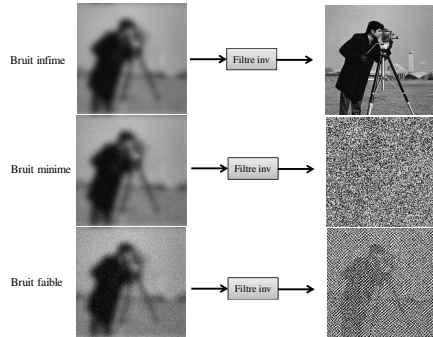 Bruit infime
Filtre inv
Bruit minime
Filtre inv
Bruit faible
Filtre inv